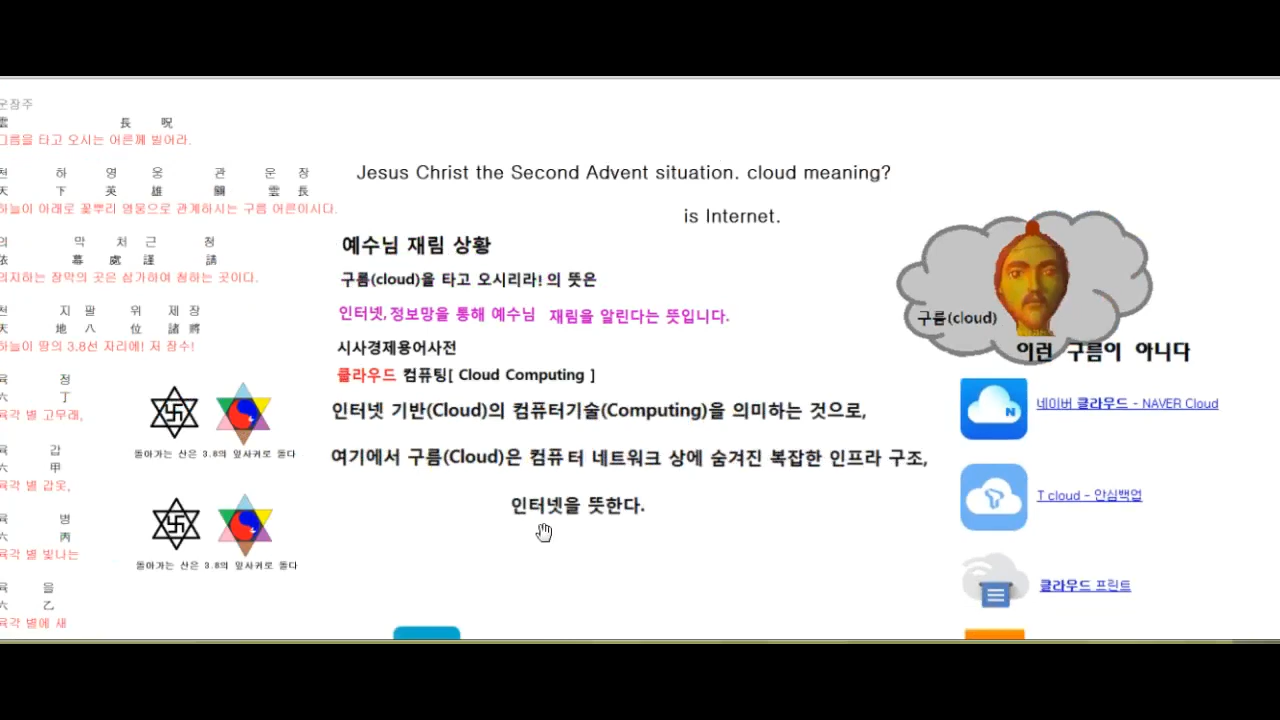 운장주
雲 長 呪
그름을 타고 오시는 어른께 빌어라.
천 하 영 웅 관 운 장
天 下 英 雄 關 雲 長
하늘이 아래로 꽃뿌리 영웅으로 관계하시는 구름 어른이시다.
의 막 처 근 청
依 幕 處 謹 請
의지하는 장막의 곳은 삼가하여 청하는 곳이다.
천 지 팔 위 제 장
天 地 八 位 諸 將
하늘이 땅의 3.8선 자리에! 저 장수!
육 정
六 丁
육각 별 고무래,
육 갑
六 甲
육각 별 갑옷,
육 병
六 丙
육각 별 빛나는
육 을
六 乙
육각 별에 새
돌아가는 산은 3.8의 잎사귀로 돌다
돌아가는 산은 3.8의 잎사귀로 돌다
Jesus Christ the Second Advent situation. cloud meaning?
is Internet.
예수님 재림 상황
구름(cloud)을 타고 오시리라! 의 뜻은
인터넷,정보망을 통해 예수님 재림을 알린다는 뜻입니다.
시사경제용어사전
클라우드 컴퓨팅[ Cloud Computing ]
인터넷 기반(Cloud)의 컴퓨터기술(Computing)을 의미하는 것으로,
여기에서 구름(Cloud)은 컴퓨터 네트워크 상에 숨겨진 복잡한 인프라 구조,
인터넷을 뜻한다.
구름(cloud)
이런 구름이 아니다
N
네이버 클라우드 - NAVER Cloud
T cloud - 안심백업
클라우드 프린트